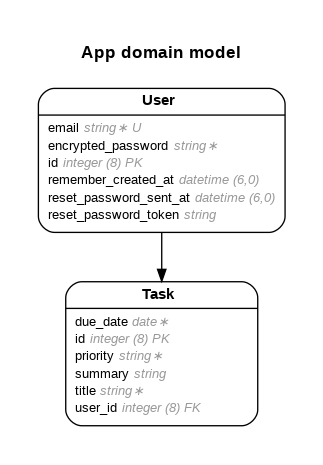 App domain model
User
email string∗ U
encrypted_password string∗
id integer (8) PK
remember_created_at datetime (6,0)
reset_password_sent_at datetime (6,0)
reset_password_token string
Task
due_date date∗
id integer (8) PK
priority string∗
summary string
title string∗
user_id integer (8) FK